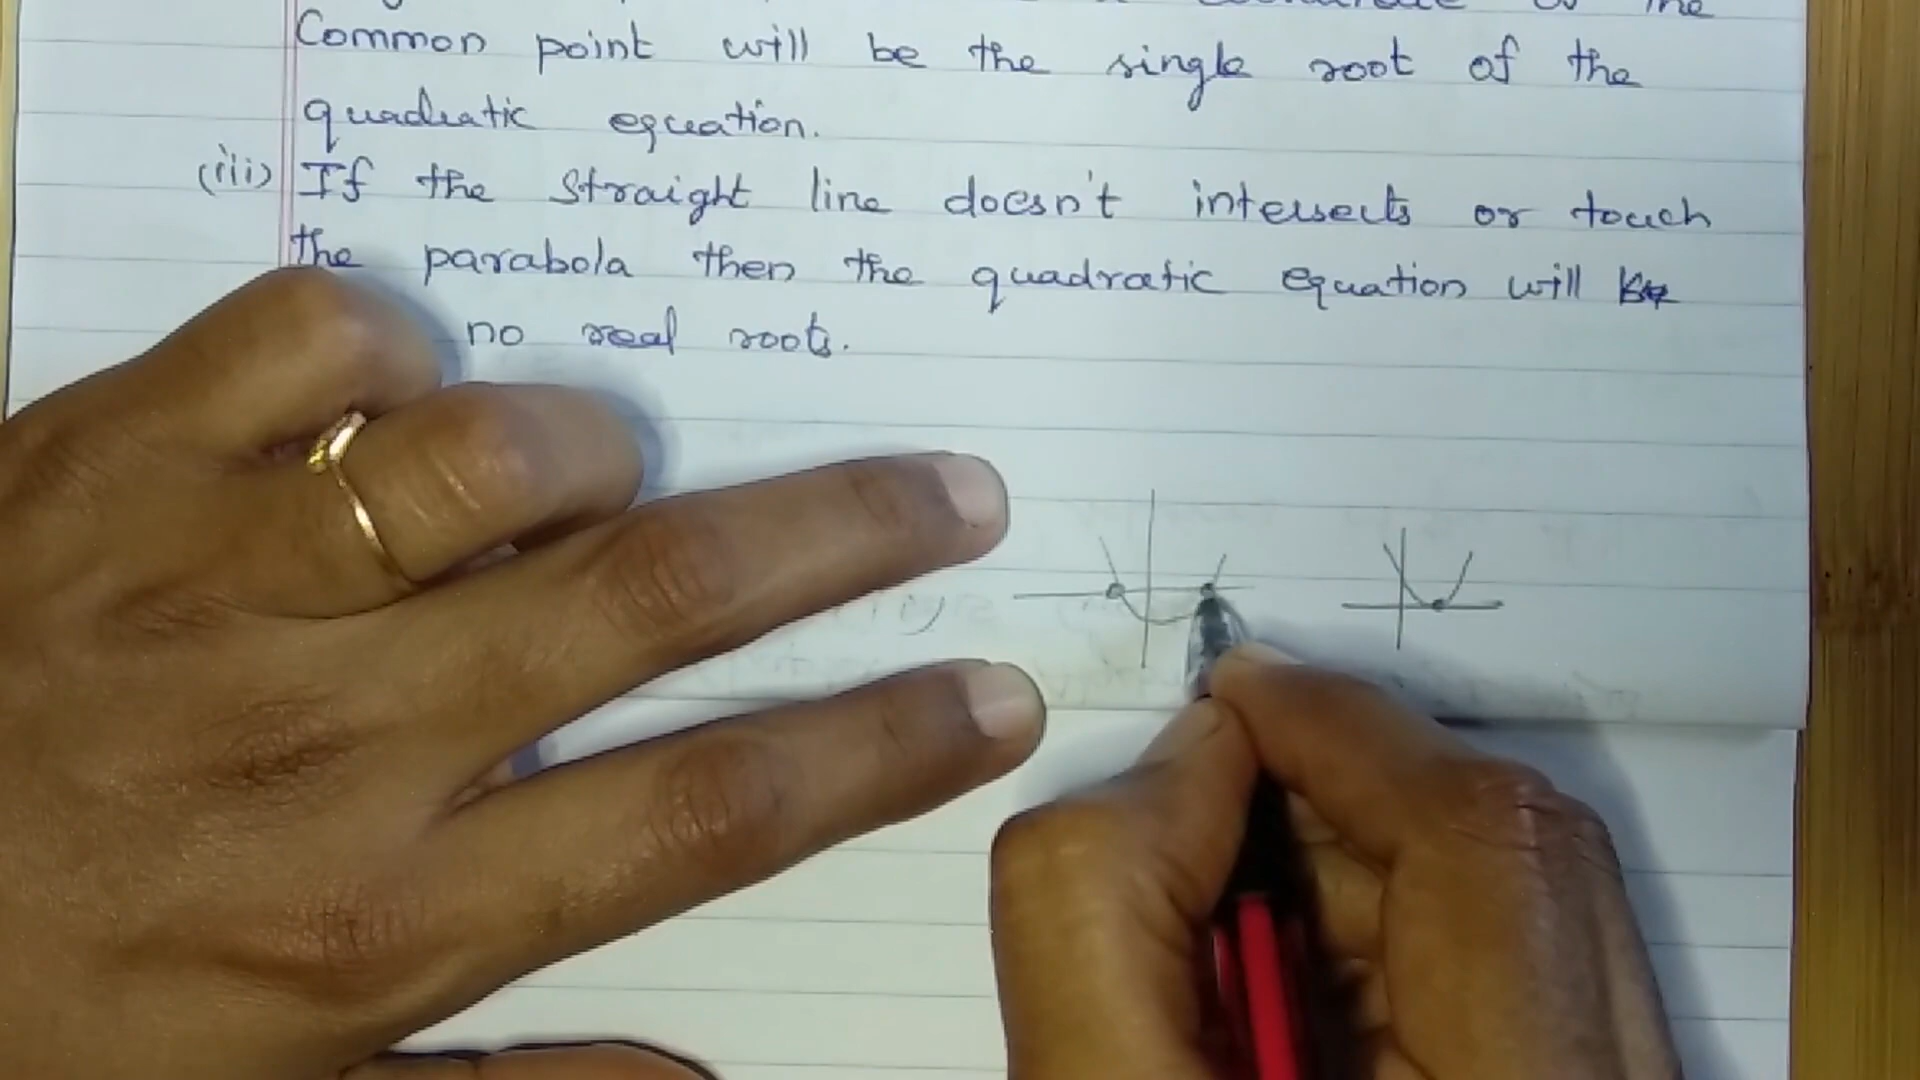 the
Common point will be the single root of the
quadratic equation.
(iii) If the straight line doesn't intersects or touch
the parabola then the quadratic equation will
no real roots.